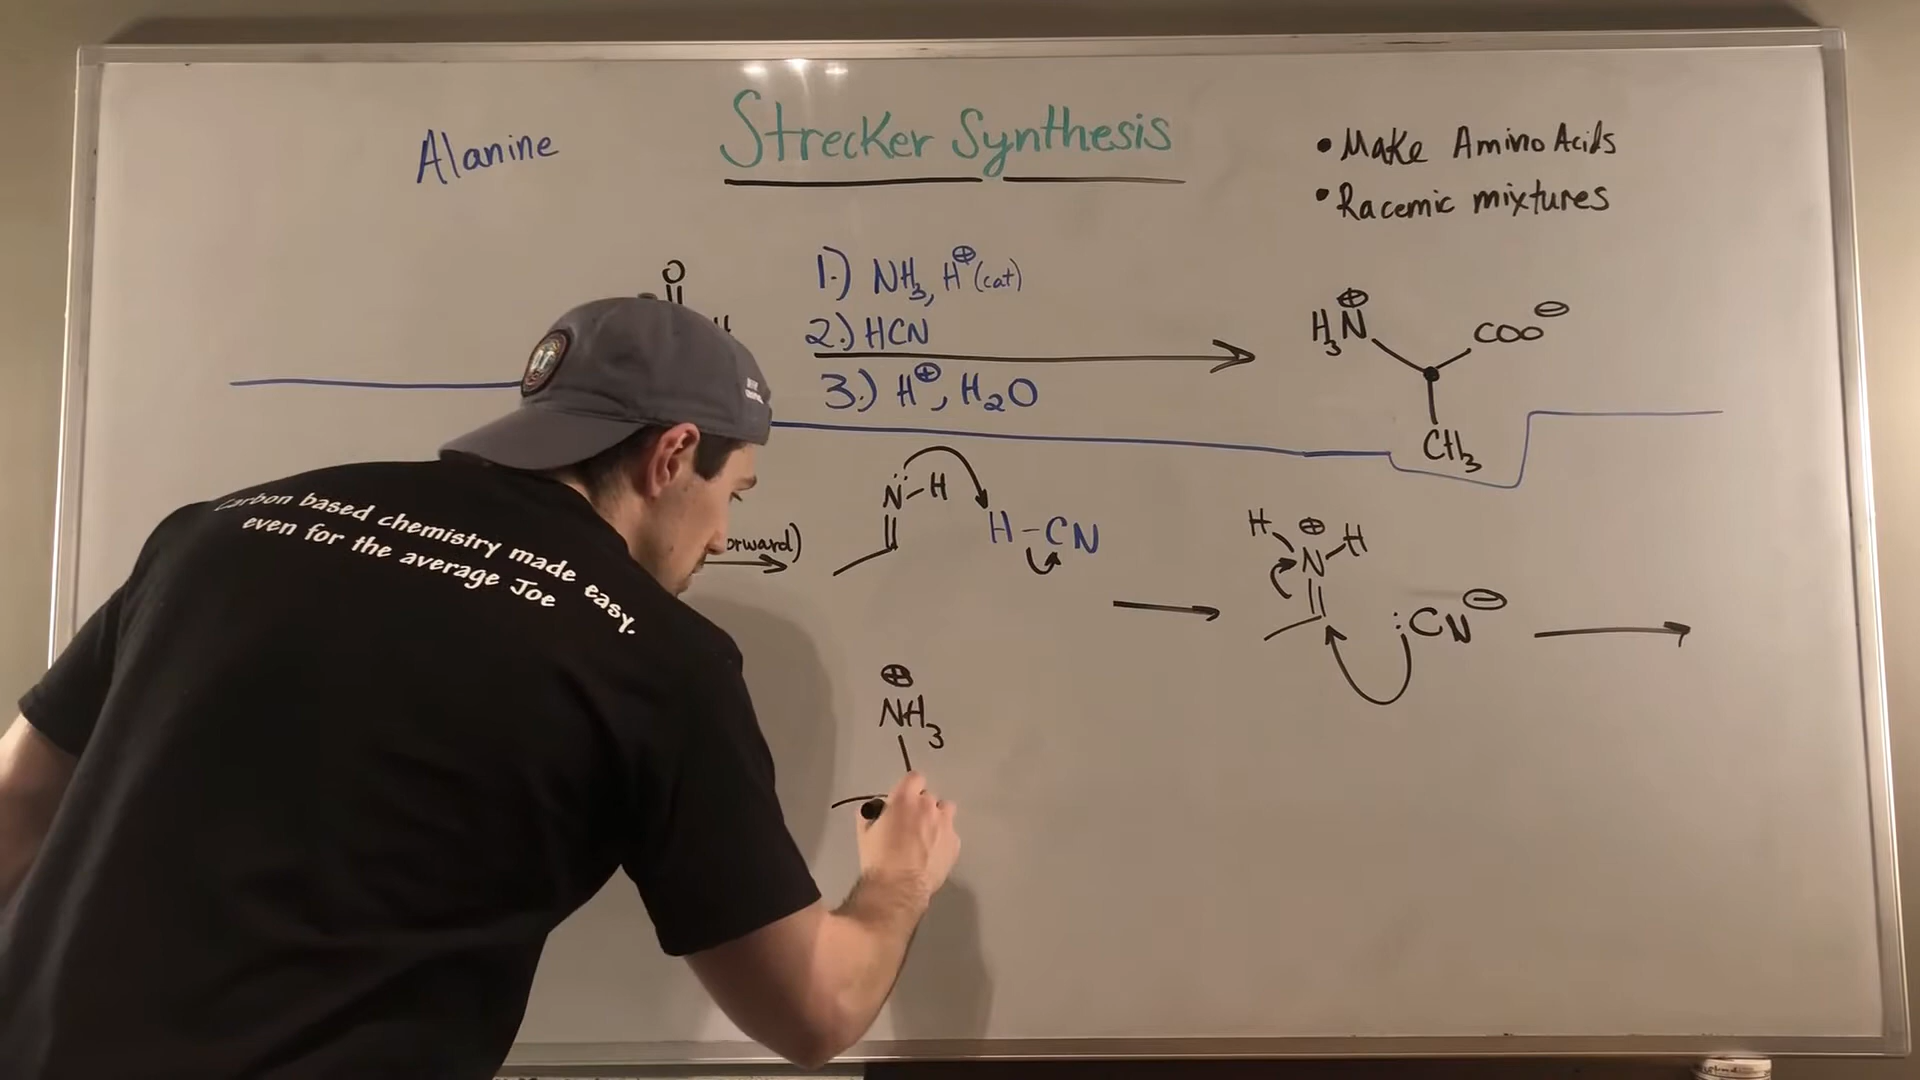 Alanine
Strecker Synthesis
• Make Amino Acids
• Racemic mixtures
O
1.) NH3, H⊕ (cat)
2.) HCN
3.) H⊕, H2O
H3N⊕
COO⊖
CH3
N-H
H-CN
H ⊕ H
N
:CN⊖
⊕
NH3
Carbon based chemistry made easy.
even for the average Joe